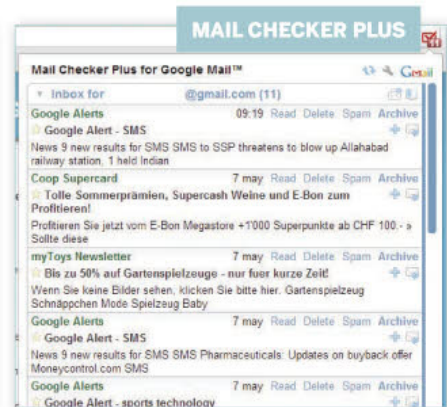 MAIL CHECKER PLUS
Mail Checker Plus for Google Mail™ Gmail
Inbox for @gmail.com (11)
Google Alerts 09:19 Read Delete Spam Archive
Google Alert - SMS
News 9 new results for SMS SMS to SSP threatens to blow up Allahabad
railway station, 1 held Indian
Coop Supercard 7 may Read Delete Spam Archive
Tolle Sommerprämien, Supercash Weine und E-Bon zum
Profitieren!
Profitieren Sie jetzt vom E-Bon Megastore +1'000 Superpunkte ab CHF 100.- »
Sollte diese
myToys Newsletter 7 may Read Delete Spam Archive
Bis zu 50% auf Gartenspielzeuge - nur fuer kurze Zeit!
Wenn Sie keine Bilder sehen, klicken Sie bitte hier. Gartenspielzeug
Schnäppchen Mode Spielzeug Baby
Google Alerts 7 may Read Delete Spam Archive
Google Alert - SMS
News 9 new results for SMS SMS Pharmaceuticals: Updates on buyback offer
Moneycontrol.com SMS
Google Alerts 7 may Read Delete Spam Archive
Google Alert - sports technology